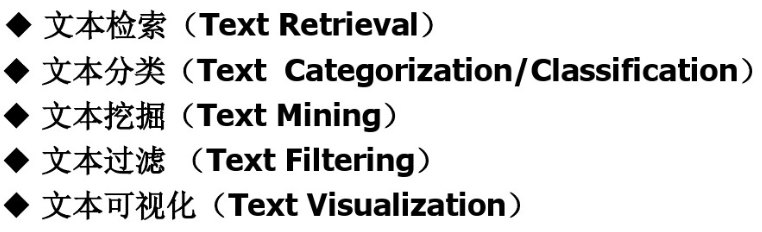 ◆ 文本检索（Text Retrieval）
◆ 文本分类（Text Categorization/Classification）
◆ 文本挖掘（Text Mining）
◆ 文本过滤 （Text Filtering）
◆ 文本可视化（Text Visualization）